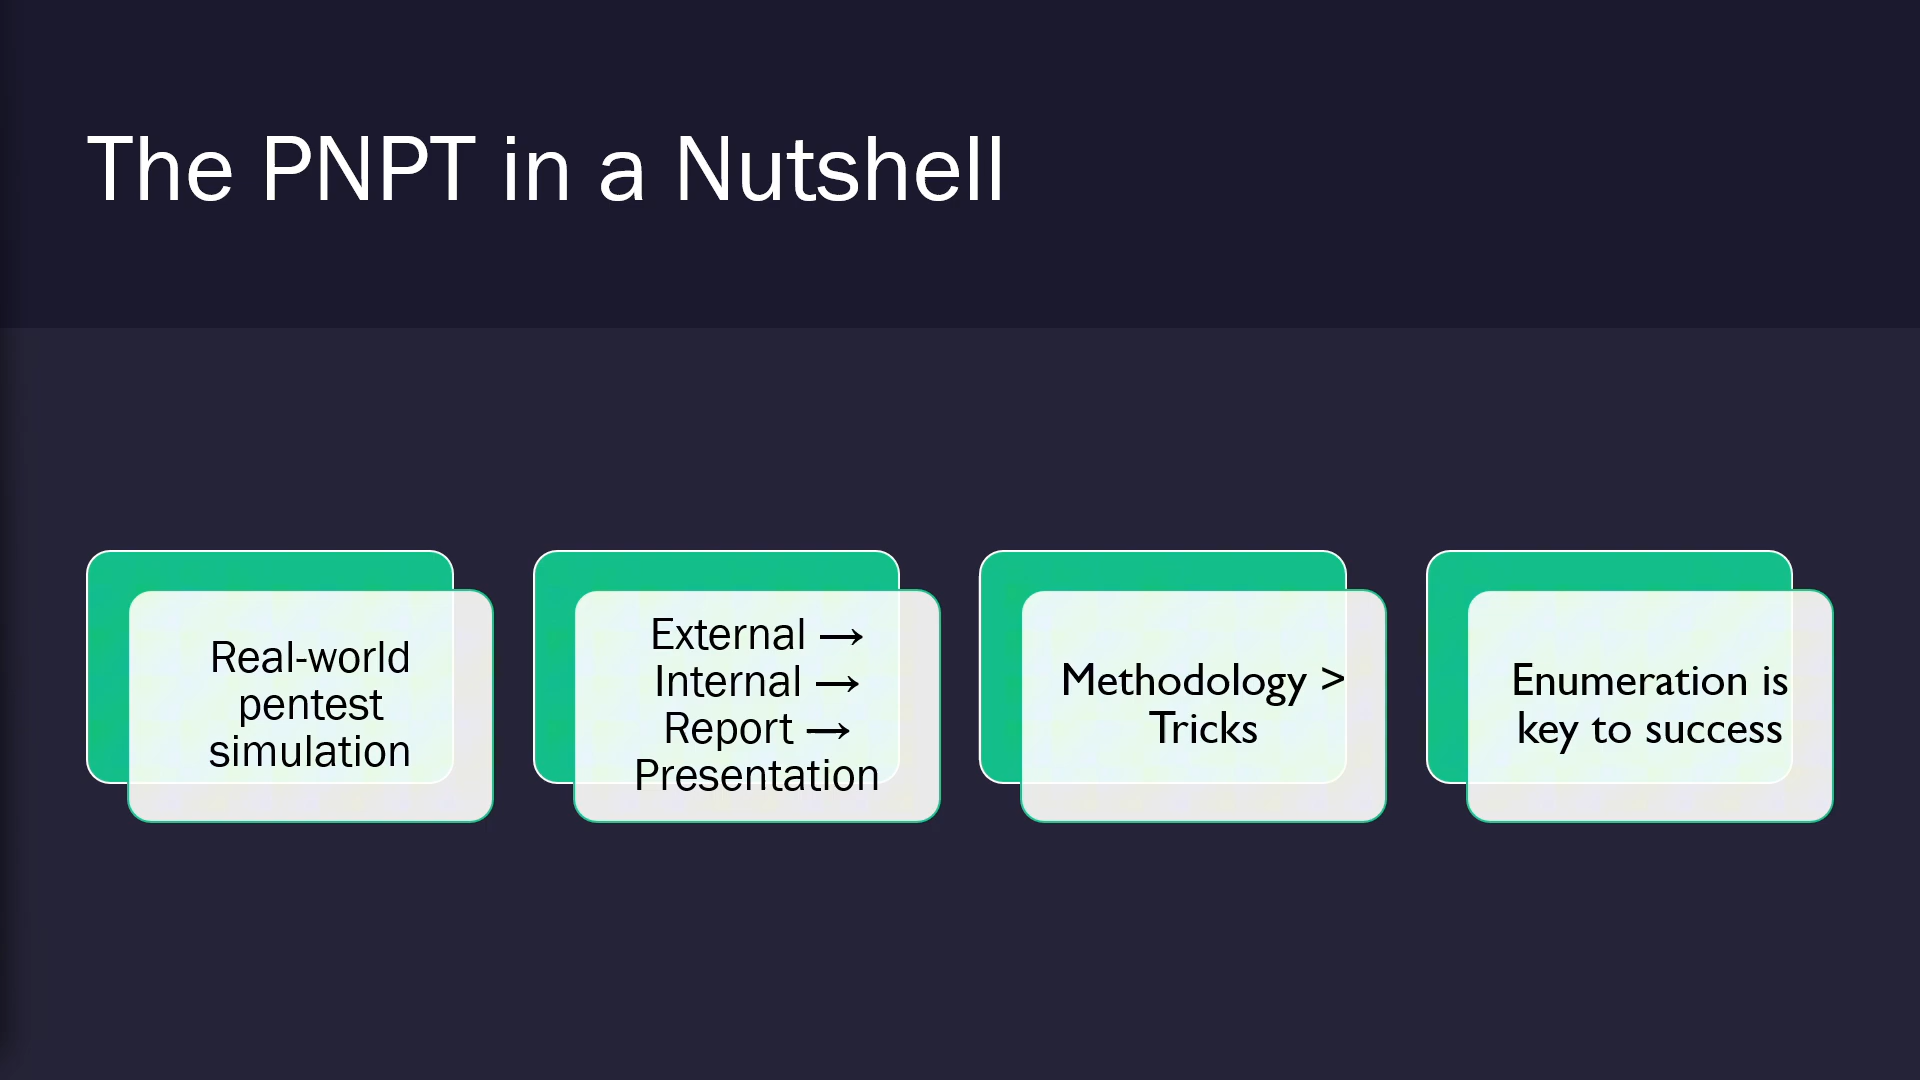 The PNPT in a Nutshell
Real-world
pentest
simulation
External →
Internal →
Report →
Presentation
Methodology >
Tricks
Enumeration is
key to success